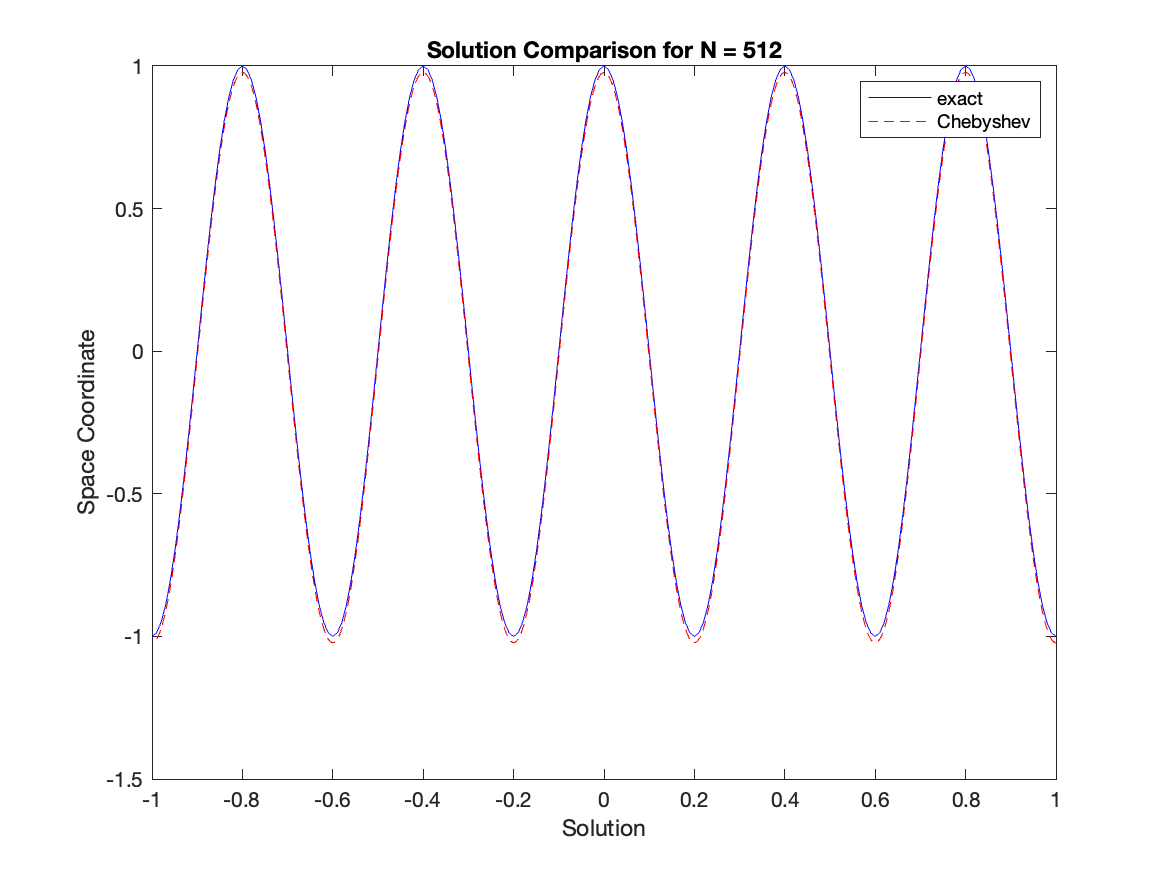 Solution Comparison for N = 512
exact
Chebyshev
1
0.5
0
-0.5
-1
-1.5
Space Coordinate
-1 -0.8 -0.6 -0.4 -0.2 0 0.2 0.4 0.6 0.8 1
Solution